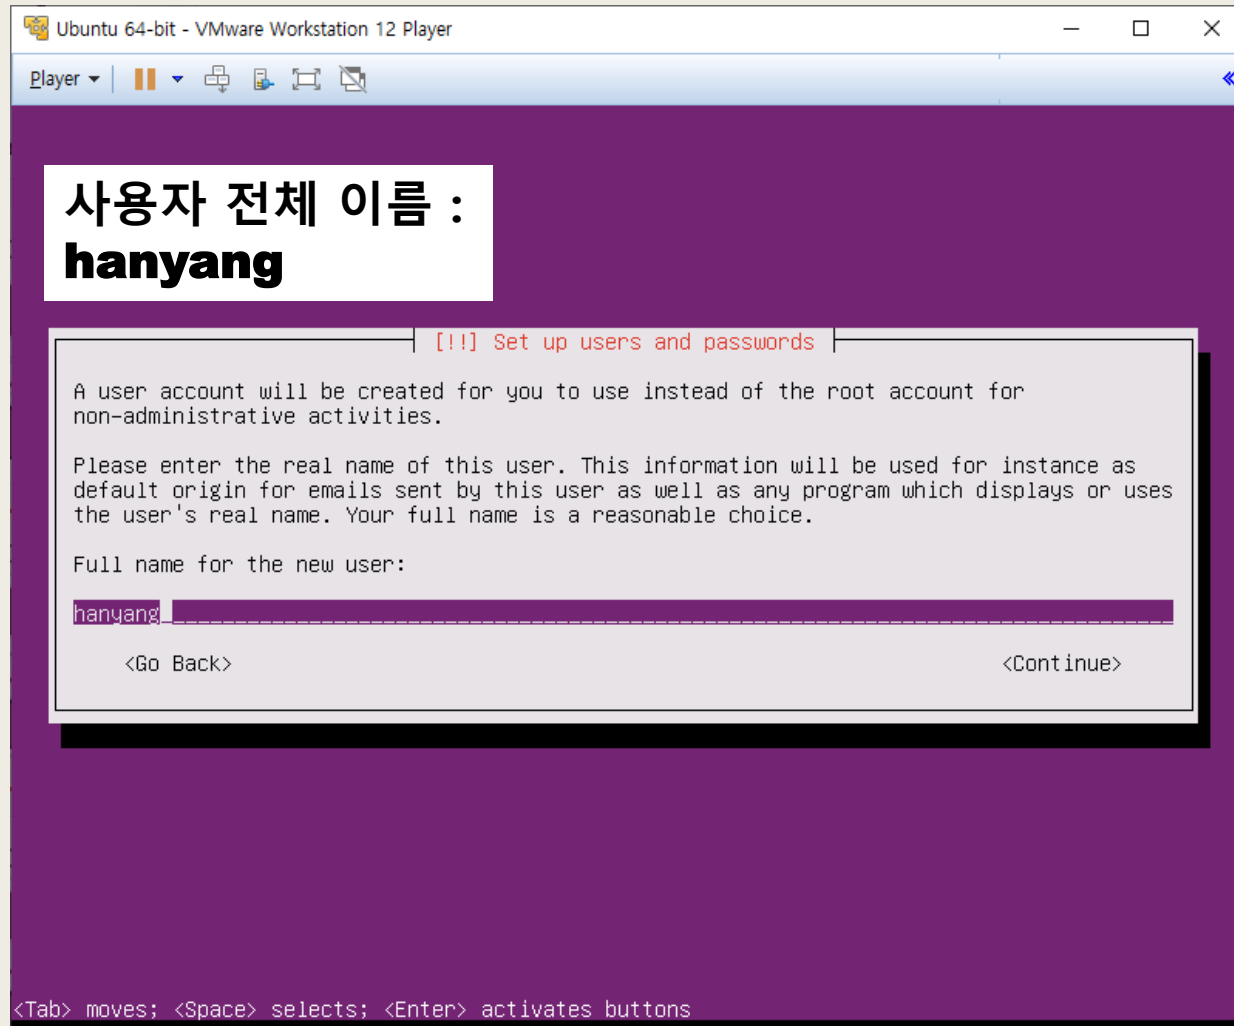 Ubuntu 64-bit - VMware Workstation 12 Player
Player
사용자 전체 이름 :
hanyang
[!!] Set up users and passwords
A user account will be created for you to use instead of the root account for
non-administrative activities.
Please enter the real name of this user. This information will be used for instance as
default origin for emails sent by this user as well as any program which displays or uses
the user's real name. Your full name is a reasonable choice.
Full name for the new user:
hanyang
<Go Back> <Continue>
<Tab> moves; <Space> selects; <Enter> activates buttons